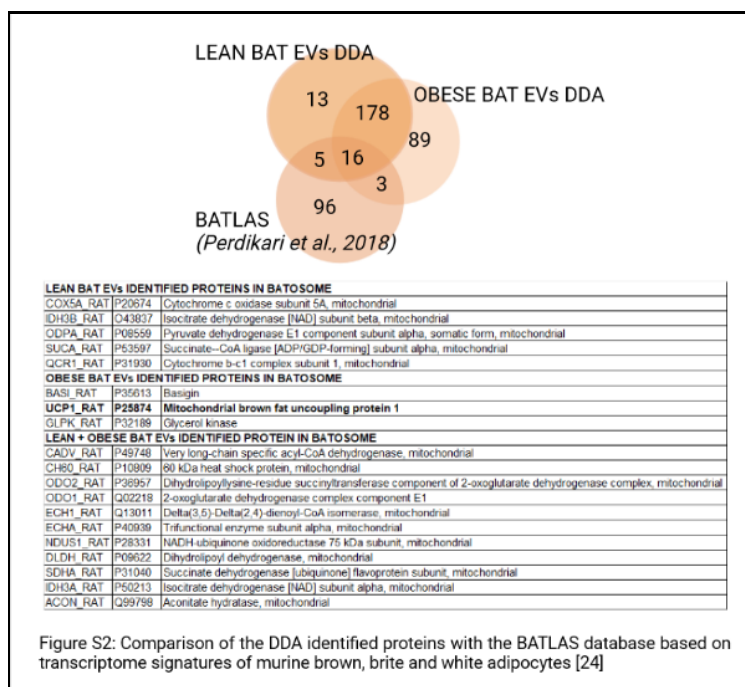 LEAN BAT EVs DDA
OBESE BAT EVs DDA
13
178
89
5
16
3
96
BATLAS
(Perdikari et al., 2018)
LEAN BAT EVs IDENTIFIED PROTEINS IN BATOSOME
COX5A_RAT P20674 Cytochrome c oxidase subunit 5A, mitochondrial
IDH3B_RAT O43837 Isocitrate dehydrogenase [NAD] subunit beta, mitochondrial
ODPA_RAT P08559 Pyruvate dehydrogenase E1 component subunit alpha, somatic form, mitochondrial
SUCA_RAT P53597 Succinate--CoA ligase [ADP/GDP-forming] subunit alpha, mitochondrial
QCR1_RAT P31930 Cytochrome b-c1 complex subunit 1, mitochondrial
OBESE BAT EVs IDENTIFIED PROTEINS IN BATOSOME
BASI_RAT P35613 Basigin
UCP1_RAT P25874 Mitochondrial brown fat uncoupling protein 1
GLPK_RAT P32189 Glycerol kinase
LEAN + OBESE BAT EVs IDENTIFIED PROTEIN IN BATOSOME
CADV_RAT P49748 Very long-chain specific acyl-CoA dehydrogenase, mitochondrial
CH60_RAT P10809 60 kDa heat shock protein, mitochondrial
ODO2_RAT P36957 Dihydrolipoyllysine-residue succinyltransferase component of 2-oxoglutarate dehydrogenase complex, mitochondrial
ODO1_RAT Q02218 2-oxoglutarate dehydrogenase complex component E1
ECH1_RAT Q13011 Delta(3,5)-Delta(2,4)-dienoyl-CoA isomerase, mitochondrial
ECHA_RAT P40939 Trifunctional enzyme subunit alpha, mitochondrial
NDUS1_RAT P28331 NADH-ubiquinone oxidoreductase 75 kDa subunit, mitochondrial
DLDH_RAT P09622 Dihydrolipoyl dehydrogenase, mitochondrial
SDHA_RAT P31040 Succinate dehydrogenase [ubiquinone] flavoprotein subunit, mitochondrial
IDH3A_RAT P50213 Isocitrate dehydrogenase [NAD] subunit alpha, mitochondrial
ACON_RAT Q99798 Aconitate hydratase, mitochondrial
Figure S2: Comparison of the DDA identified proteins with the BATLAS database based on
transcriptome signatures of murine brown, brite and white adipocytes [24]